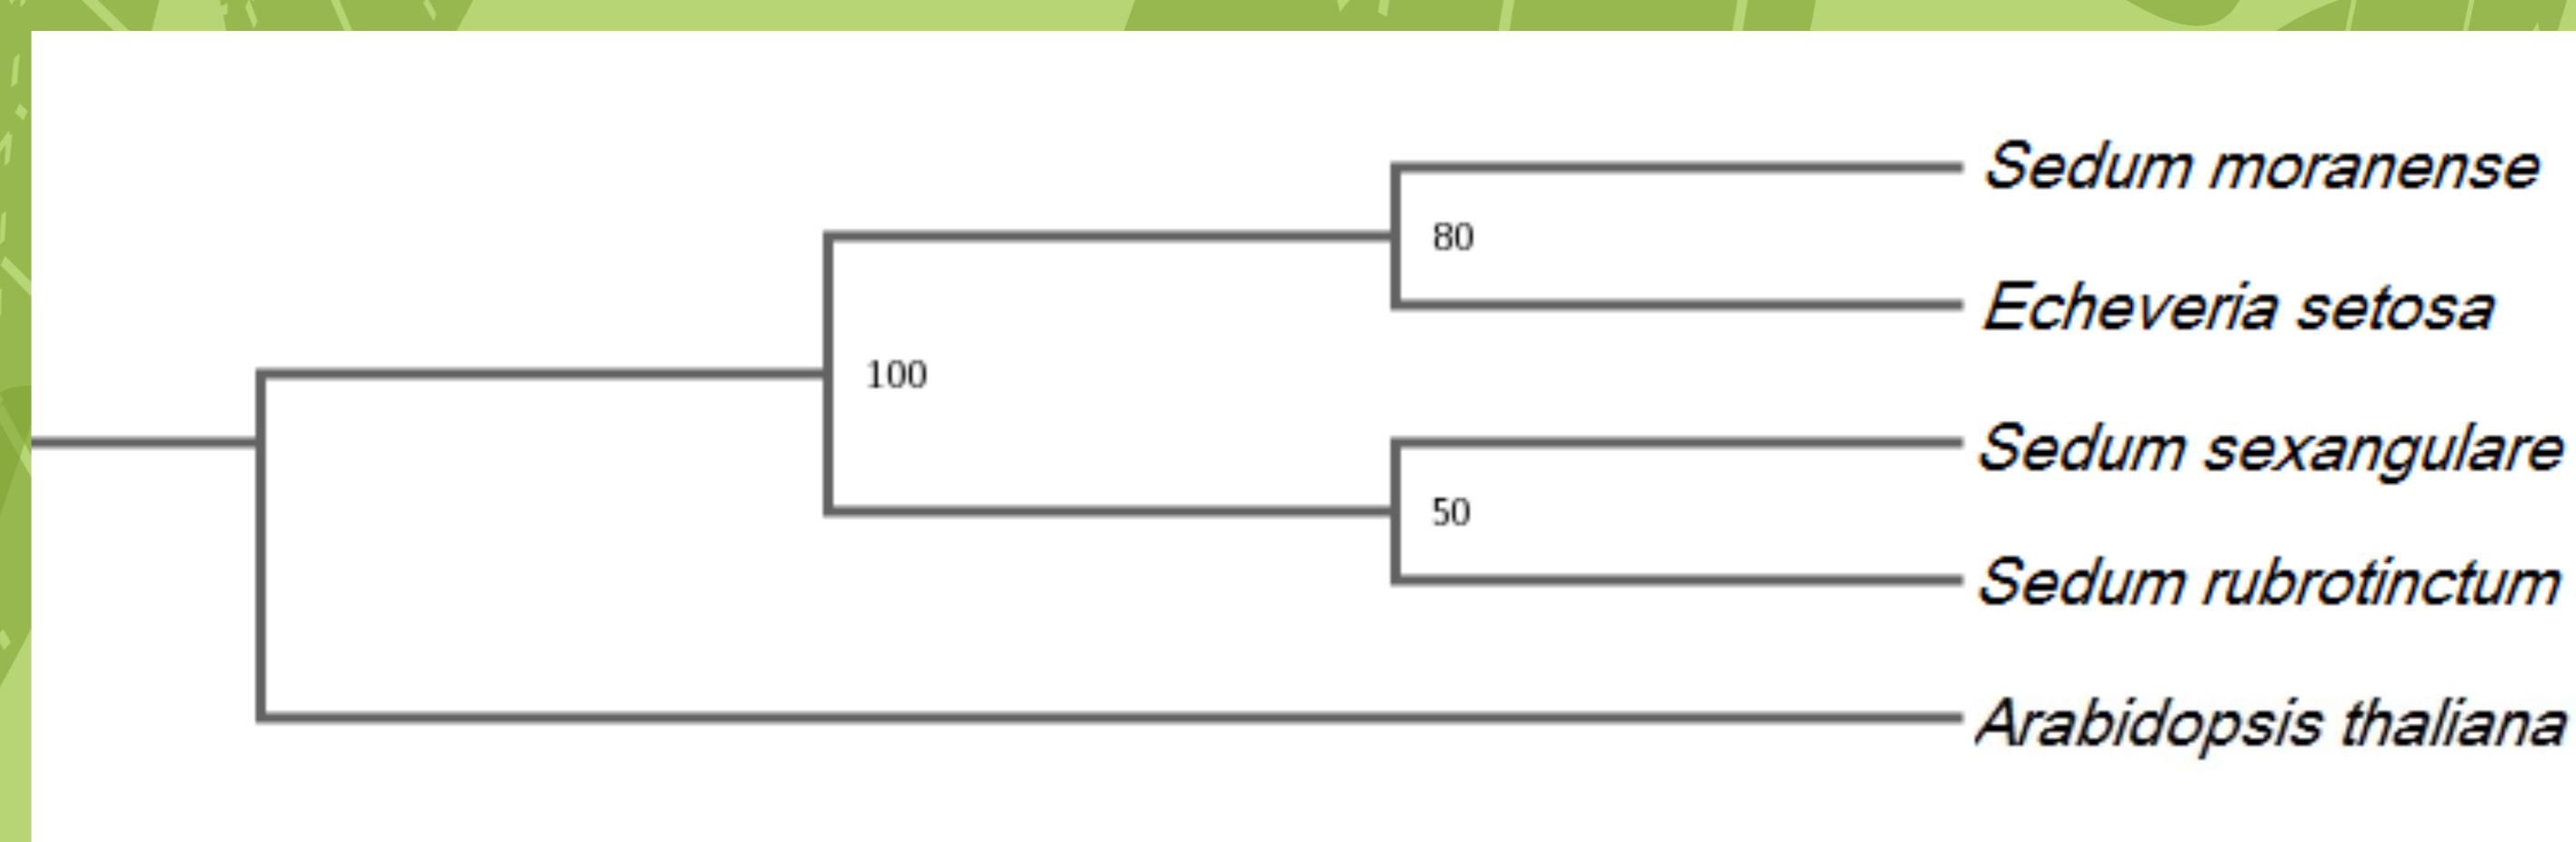 Sedum moranense
80
Echeveria setosa
100
Sedum sexangulare
50
Sedum rubrotinctum
Arabidopsis thaliana